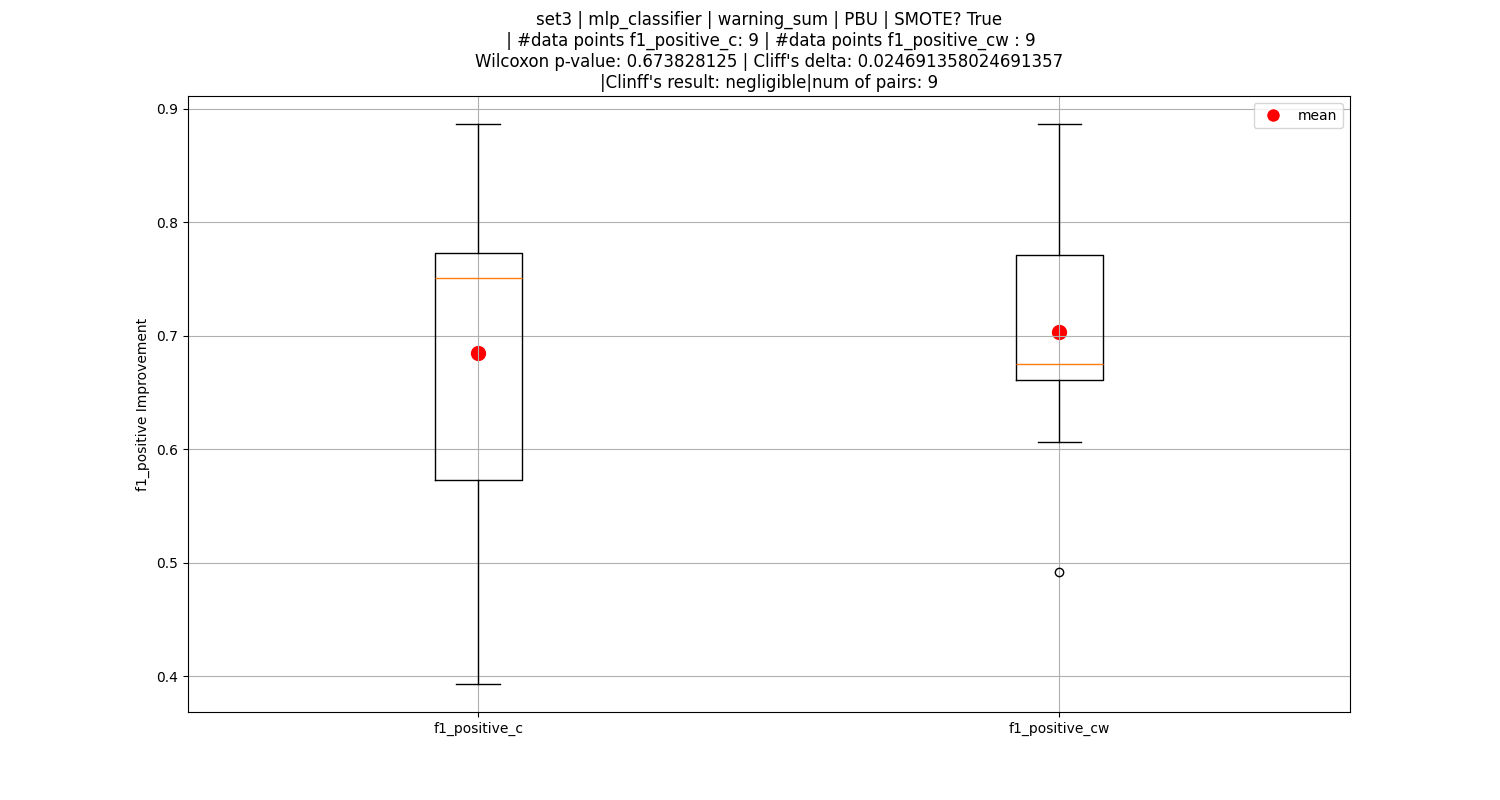 set3 | mlp_classifier | warning_sum | PBU | SMOTE? True
| #data points f1_positive_c: 9 | #data points f1_positive_cw : 9
Wilcoxon p-value: 0.673828125 | Cliff's delta: 0.024691358024691357
|Clinff's result: negligible|num of pairs: 9
mean
f1_positive Improvement
0.9
0.8
0.7
0.6
0.5
0.4
f1_positive_c
f1_positive_cw